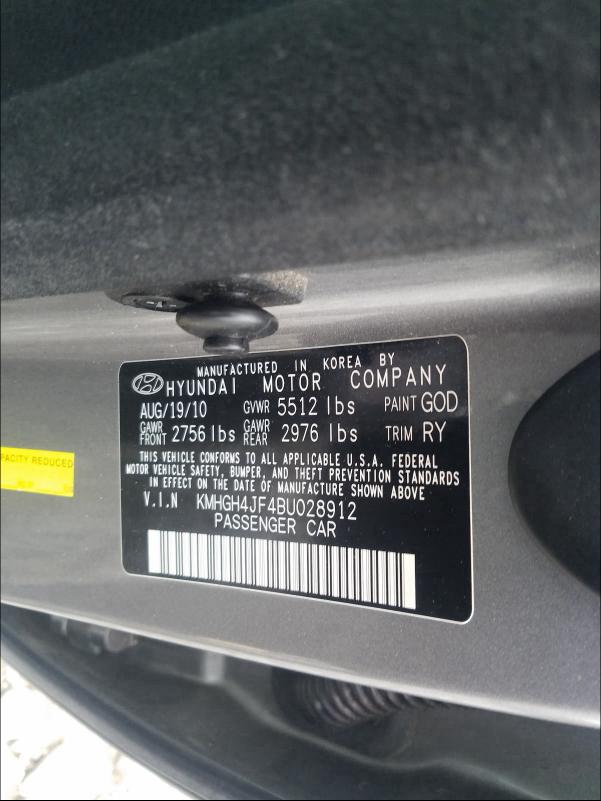 MANUFACTURED IN KOREA BY
HYUNDAI MOTOR COMPANY
AUG/19/10 GVWR 5512 lbs PAINT GOD
GAWR FRONT 2756 lbs GAWR REAR 2976 lbs TRIM RY
THIS VEHICLE CONFORMS TO ALL APPLICABLE U.S.A. FEDERAL
MOTOR VEHICLE SAFETY, BUMPER, AND THEFT PREVENTION STANDARDS
IN EFFECT ON THE DATE OF MANUFACTURE SHOWN ABOVE
V.I.N KMHGH4JF4BU028912
PASSENGER CAR
REDUCED